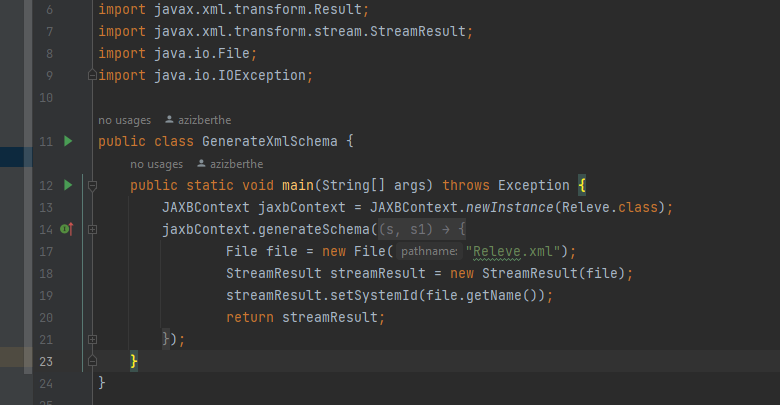 6 import javax.xml.transform.Result;
7 import javax.xml.transform.stream.StreamResult;
8 import java.io.File;
9 import java.io.IOException;
10
no usages azizberthe
11 public class GenerateXmlSchema {
no usages azizberthe
12 public static void main(String[] args) throws Exception {
13 JAXBContext jaxbContext = JAXBContext.newInstance(Releve.class);
14 jaxbContext.generateSchema((s, s1) → {
17 File file = new File( pathname: "Releve.xml");
18 StreamResult streamResult = new StreamResult(file);
19 streamResult.setSystemId(file.getName());
20 return streamResult;
21 });
23 }
24 }